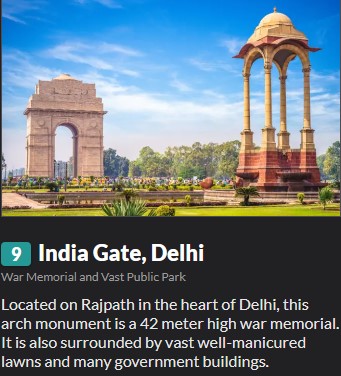 9 India Gate, Delhi
War Memorial and Vast Public Park
Located on Rajpath in the heart of Delhi, this
arch monument is a 42 meter high war memorial.
It is also surrounded by vast well-manicured
lawns and many government buildings.